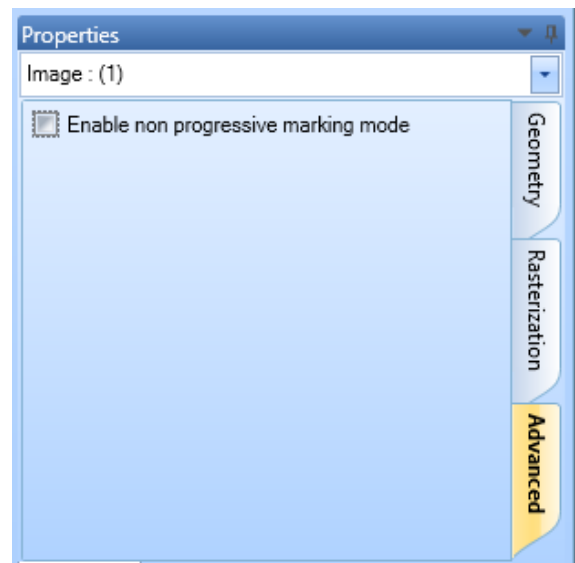 Properties
Image : (1)
Enable non progressive marking mode
Geometry
Rasterization
Advanced